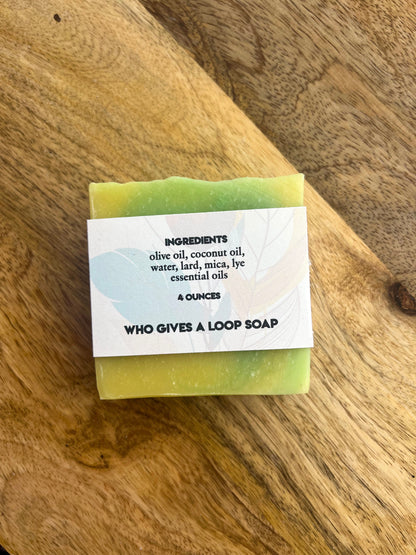 INGREDIENTS
olive oil, coconut oil,
water, lard, mica, lye
essential oils
4 OUNCES
WHO GIVES A LOOP SOAP